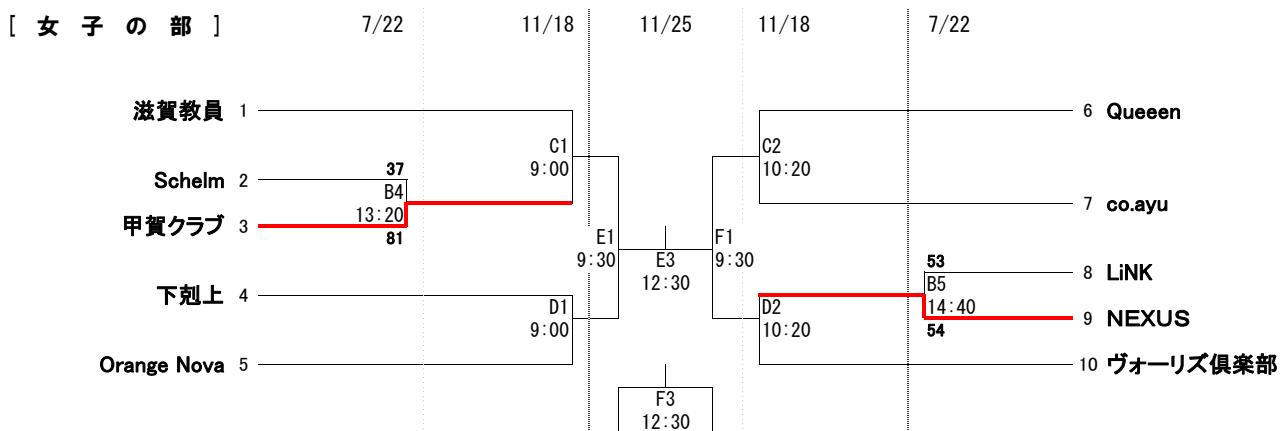 [ 女 子 の 部 ] 7/22 11/18 11/25 11/18 7/22
滋賀教員 1
6 Queeen
C1
9:00
C2
10:20
Schelm 2
37
B4
13:20
甲賀クラブ 3
81
7 co.ayu
E1
9:30
E3
12:30
F1
9:30
53
8 LiNK
B5
14:40
9 NEXUS
54
下剋上 4
D1
9:00
D2
10:20
Orange Nova 5
10 ヴォーリズ倶楽部
F3
12:30